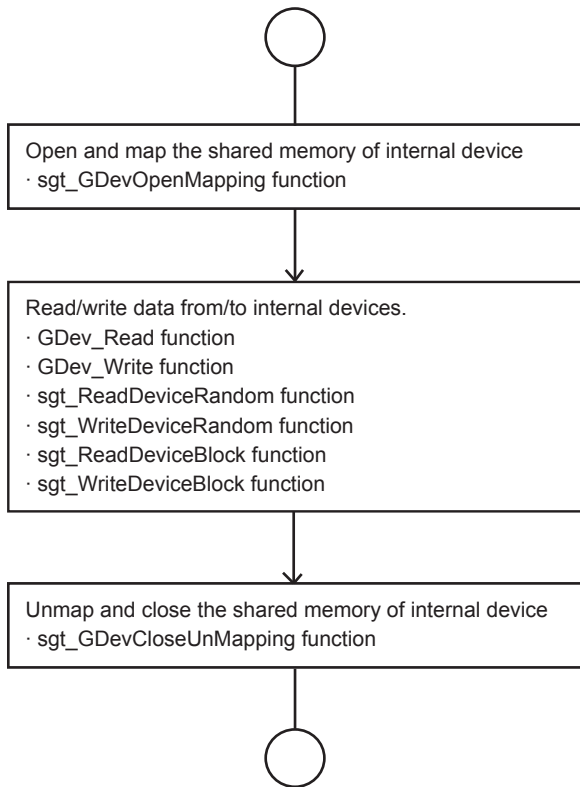 Open and map the shared memory of internal device
· sgt_GDevOpenMapping function
Read/write data from/to internal devices.
· GDev_Read function
· GDev_Write function
· sgt_ReadDeviceRandom function
· sgt_WriteDeviceRandom function
· sgt_ReadDeviceBlock function
· sgt_WriteDeviceBlock function
Unmap and close the shared memory of internal device
· sgt_GDevCloseUnMapping function